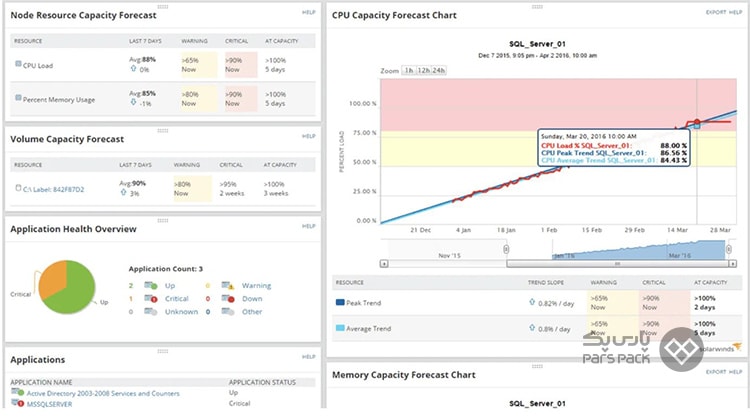 Node Resource Capacity Forecast
HELP
RESOURCE LAST 7 DAYS WARNING CRITICAL AT CAPACITY
CPU Load Avg:88% >65% >90% >100%
0% Now Now 5 days
Percent Memory Usage Avg:85% >80% >90% >100%
-1% Now Now 5 days
Volume Capacity Forecast
HELP
RESOURCE LAST 7 DAYS WARNING CRITICAL AT CAPACITY
C:\ Label: 842F87D2 Avg:90% >80% >95% >100%
3% Now 2 weeks 3 weeks
Application Health Overview
HELP
Critical
Up
Application Count: 3
2 Up 0 Warning
1 Critical 0 Down
0 Unknown 0 Other
Applications
HELP
APPLICATION NAME APPLICATION STATUS
Active Directory 2003-2008 Services and Counters Up
MSSQLSERVER Critical
CPU Capacity Forecast Chart
EXPORT HELP
SQL_Server_01
Dec 7 2015, 9:05 pm - Apr 2 2016, 10:00 am
Zoom 1h 12h 24h
PERCENT LOAD
100.00 %
75.00 %
50.00 %
25.00 %
0.00 %
Sunday, Mar 20, 2016 10:00 AM
CPU Load % SQL_Server_01: 88.00 %
CPU Peak Trend SQL_Server_01: 86.56 %
CPU Average Trend SQL_Server_01: 84.43 %
21 Dec 4 Jan 18 Jan 1 Feb 15 Feb 29 Feb 14 Mar 28 Mar
Nov '15 Jan '16 Mar '16
RESOURCE TREND SLOPE WARNING CRITICAL AT CAPACITY
Peak Trend 0.82% / day >65% >90% >100%
Now Now 2 days
Average Trend 0.8% / day >65% >90% >100%
Now Now 5 days
solarwinds
پارس پک
PARS PACK
Memory Capacity Forecast Chart
EXPORT HELP
SQL_Server_01